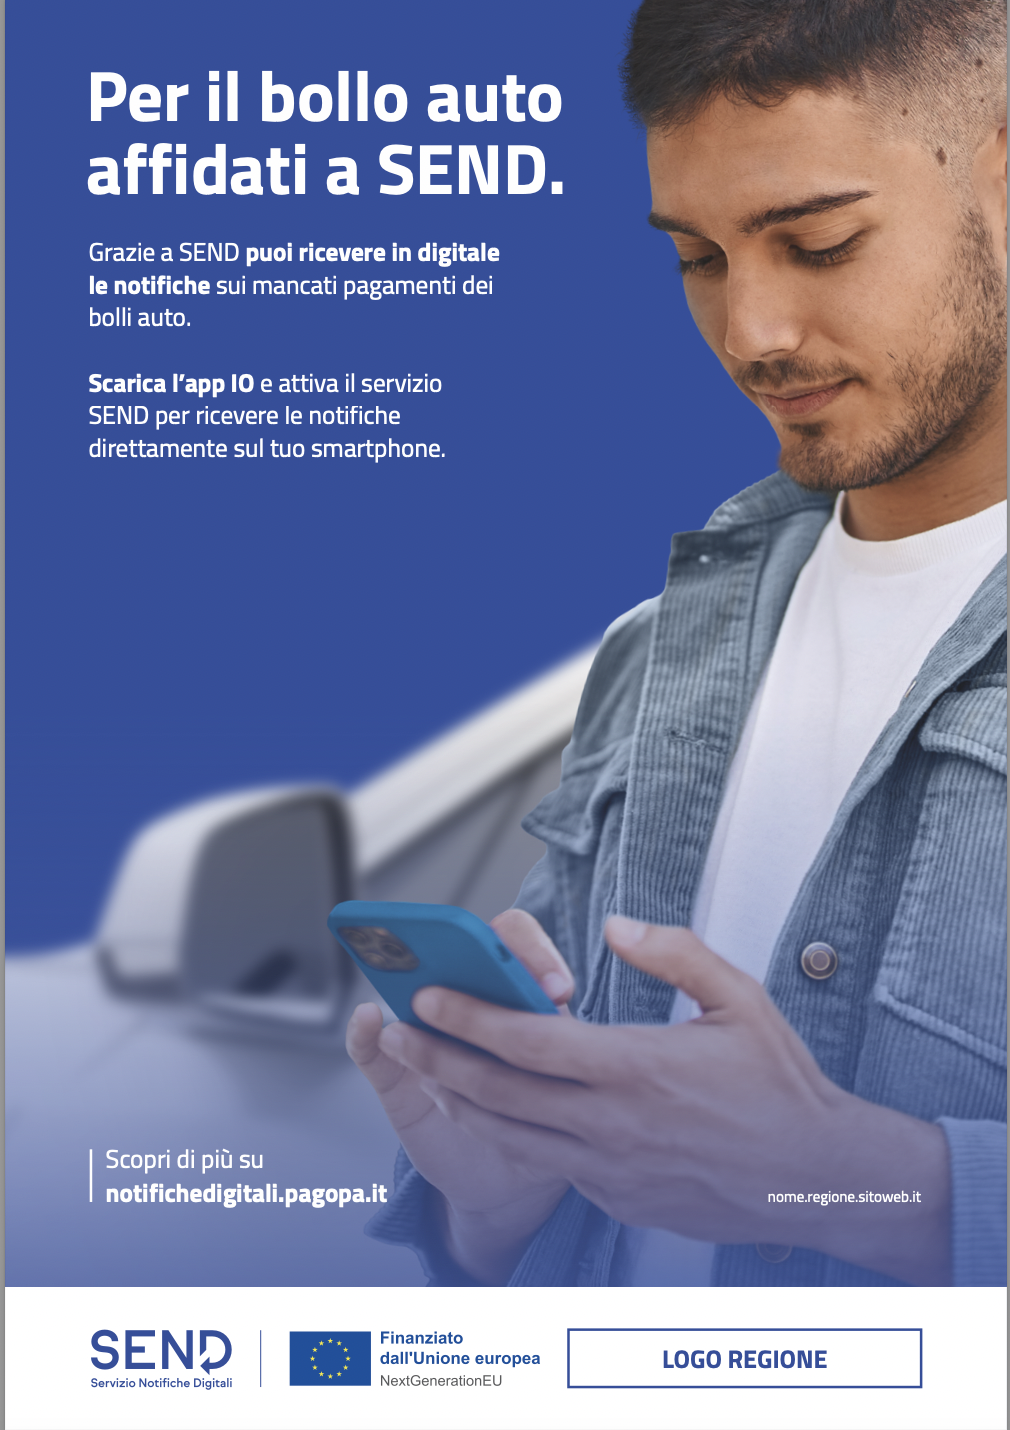 Per il bollo auto
affidati a SEND.
Grazie a SEND puoi ricevere in digitale
le notifiche sui mancati pagamenti dei
bolli auto.
Scarica l’app IO e attiva il servizio
SEND per ricevere le notifiche
direttamente sul tuo smartphone.
Scopri di più su
notifichedigitali.pagopa.it
nome.regione.sitoweb.it
SEND
Servizio Notifiche Digitali
Finanziato
dall'Unione europea
NextGenerationEU
LOGO REGIONE